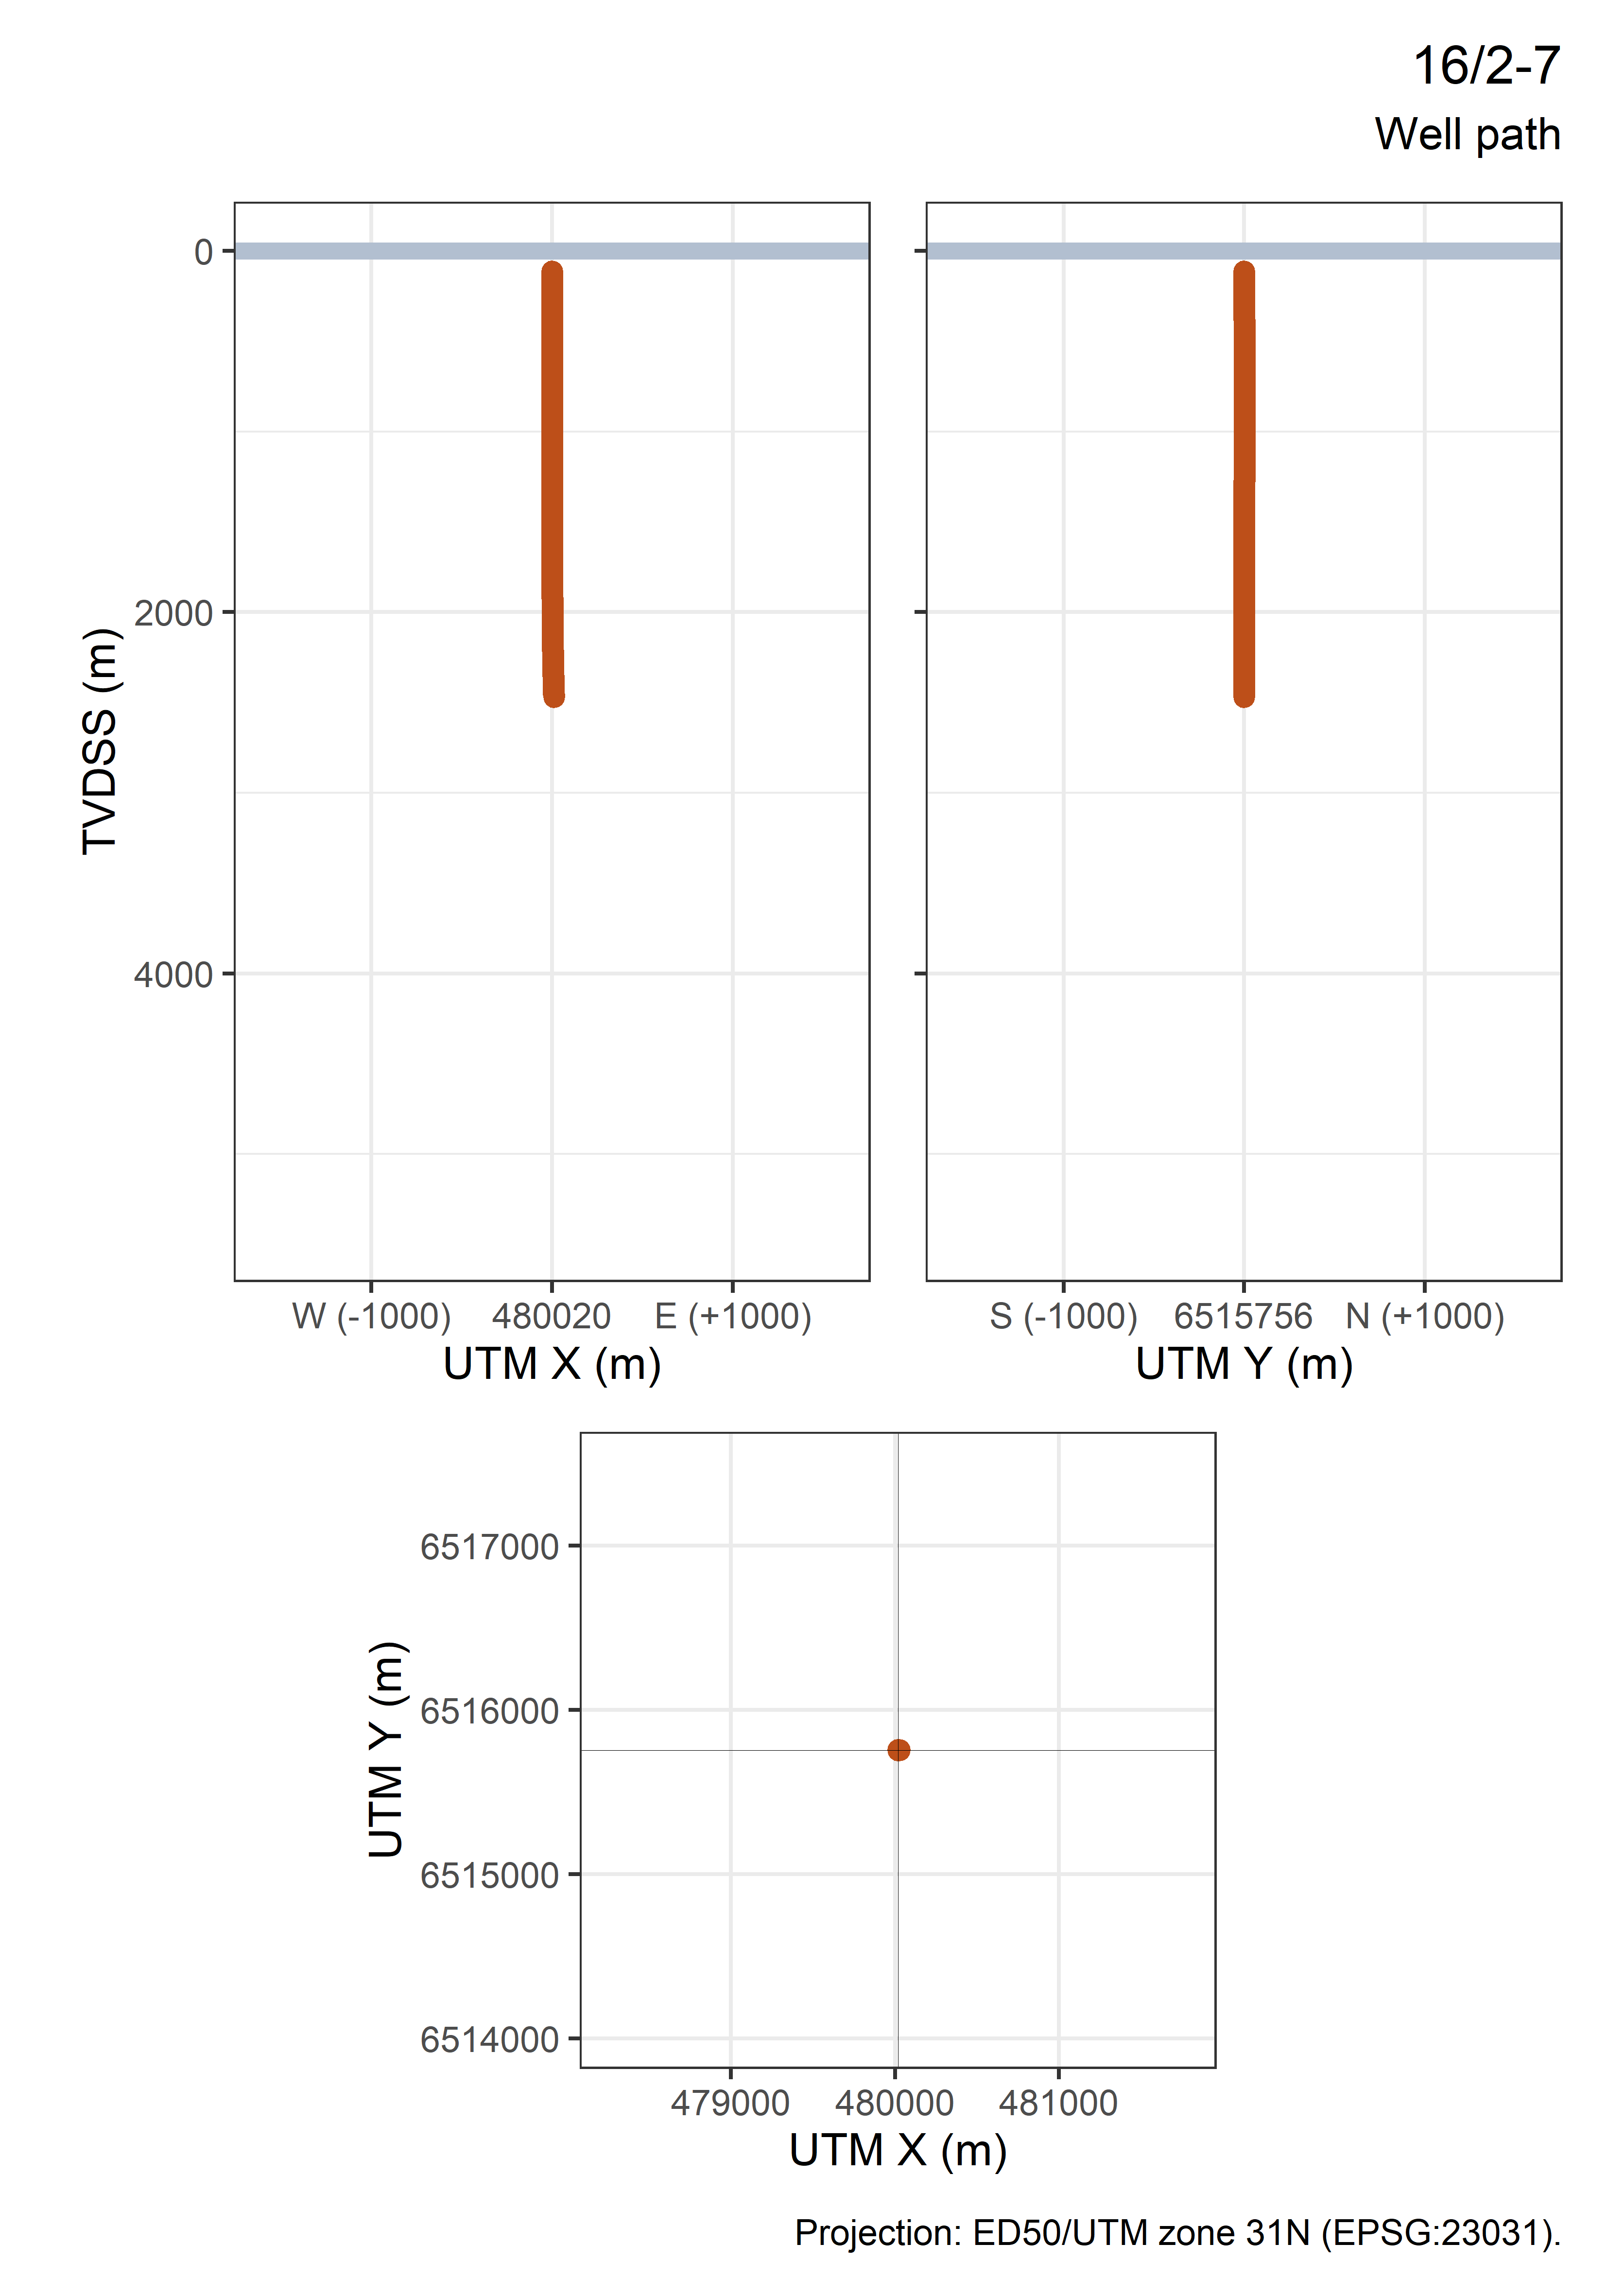 16/2-7
Well path
TVDSS (m)
0
2000
4000
W (-1000) 480020 E (+1000)
UTM X (m)
S (-1000) 6515756 N (+1000)
UTM Y (m)
UTM Y (m)
6517000
6516000
6515000
6514000
479000 480000 481000
UTM X (m)
Projection: ED50/UTM zone 31N (EPSG:23031).